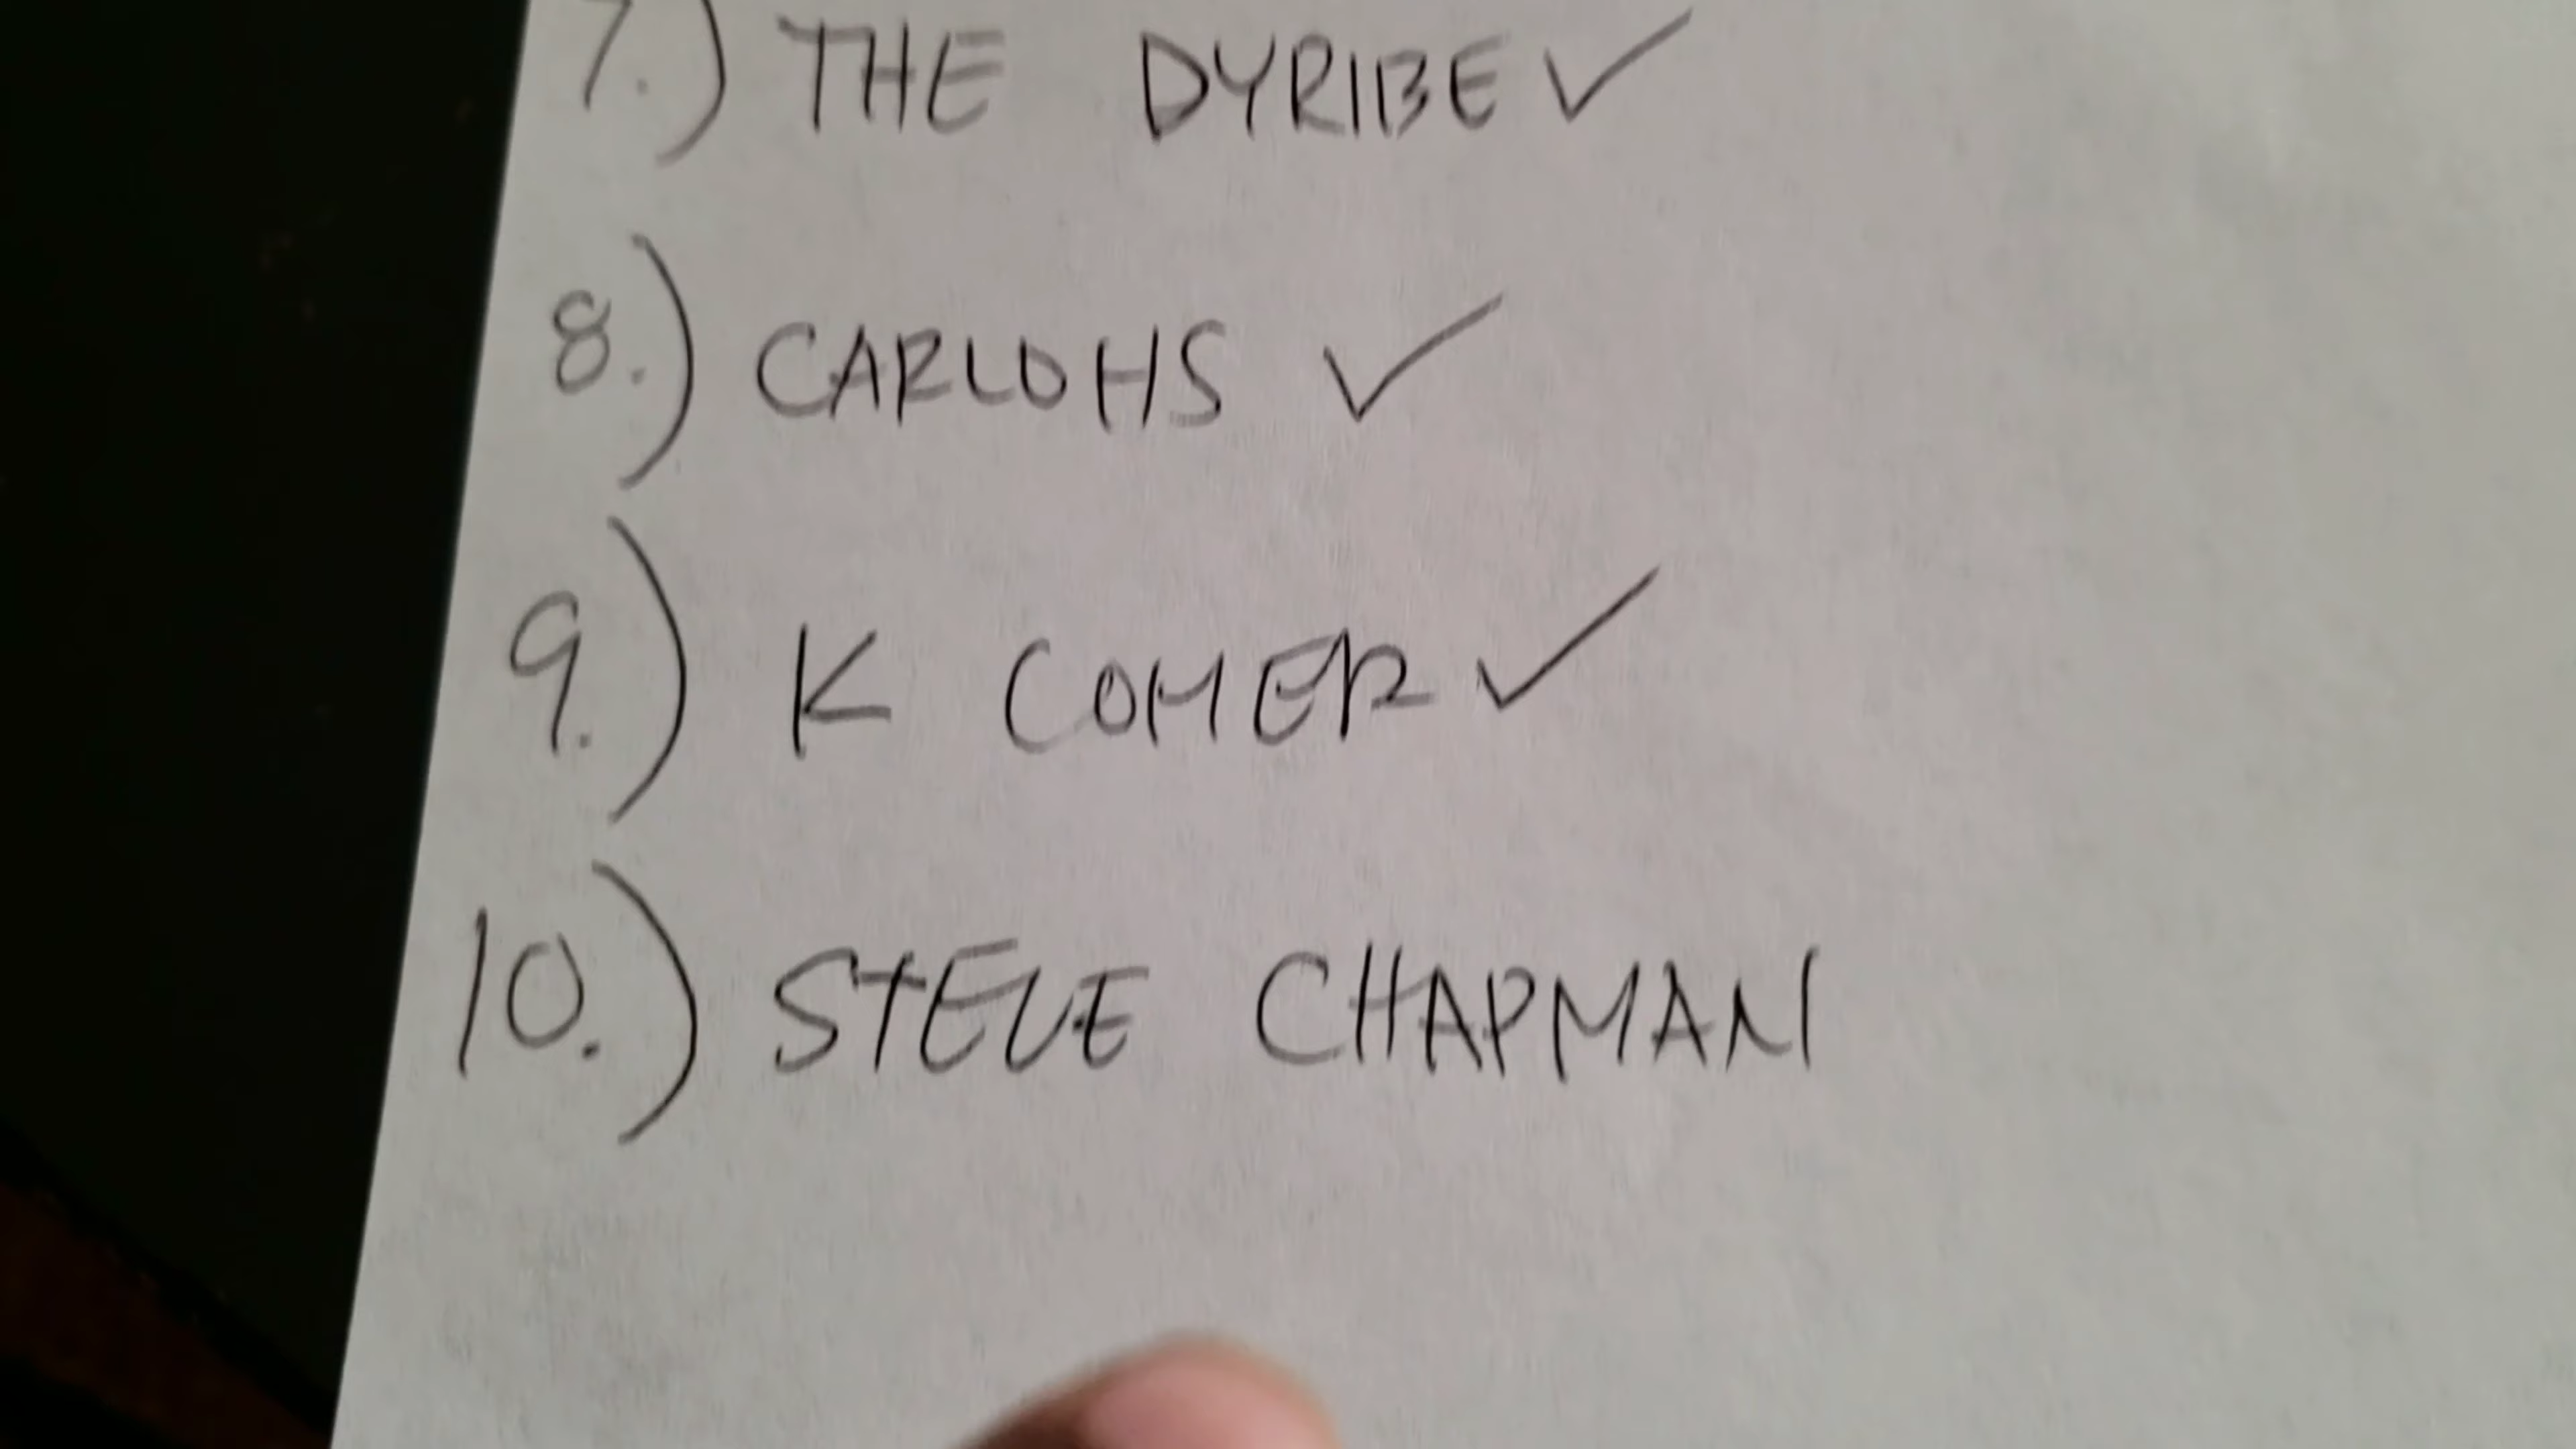 7.) THE DYRIBE ✓
8.) CARLOHS ✓
9.) K COMER ✓
10.) STEVE CHAPMAN